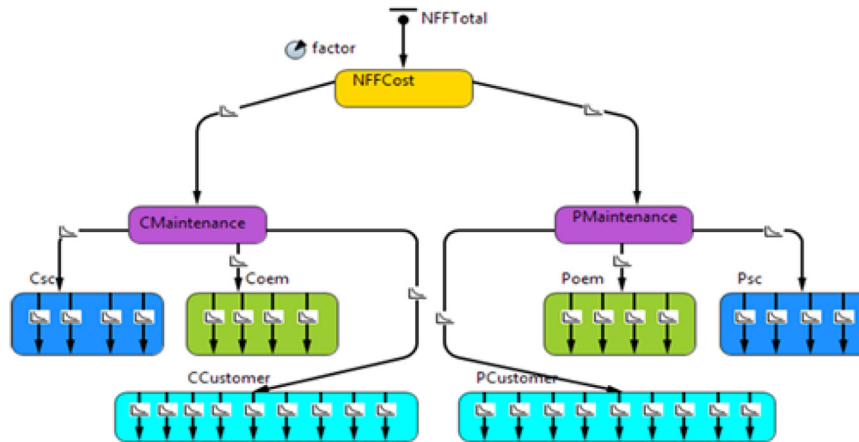 NFFTotal
factor
NFFCost
CMaintenance
PMaintenance
Csc
Coem
Poem
Psc
CCustomer
PCustomer